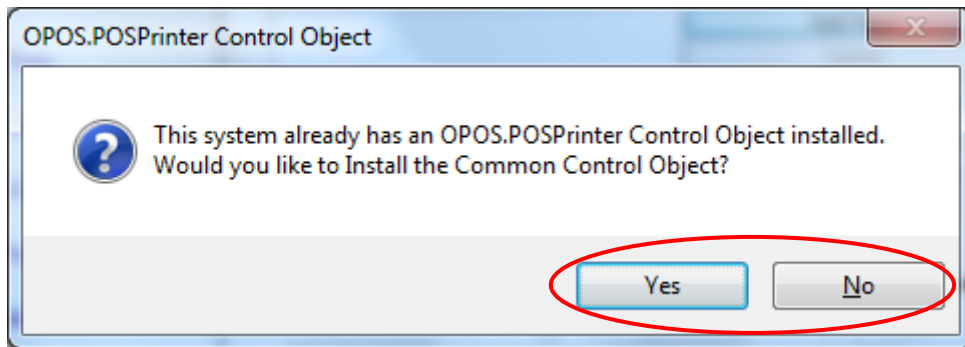 OPOS.POSPrinter Control Object
This system already has an OPOS.POSPrinter Control Object installed.
Would you like to Install the Common Control Object?
Yes
No